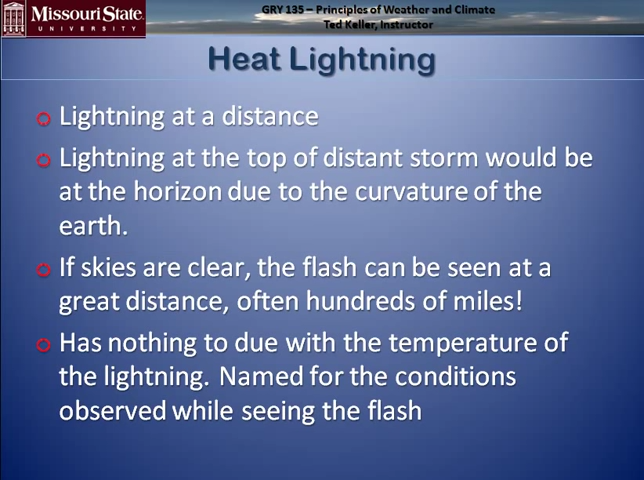 Missouri State
UNIVERSITY
GRY 135 – Principles of Weather and Climate
Ted Keller, Instructor
Heat Lightning
Lightning at a distance
Lightning at the top of distant storm would be
at the horizon due to the curvature of the
earth.
If skies are clear, the flash can be seen at a
great distance, often hundreds of miles!
Has nothing to due with the temperature of
the lightning. Named for the conditions
observed while seeing the flash